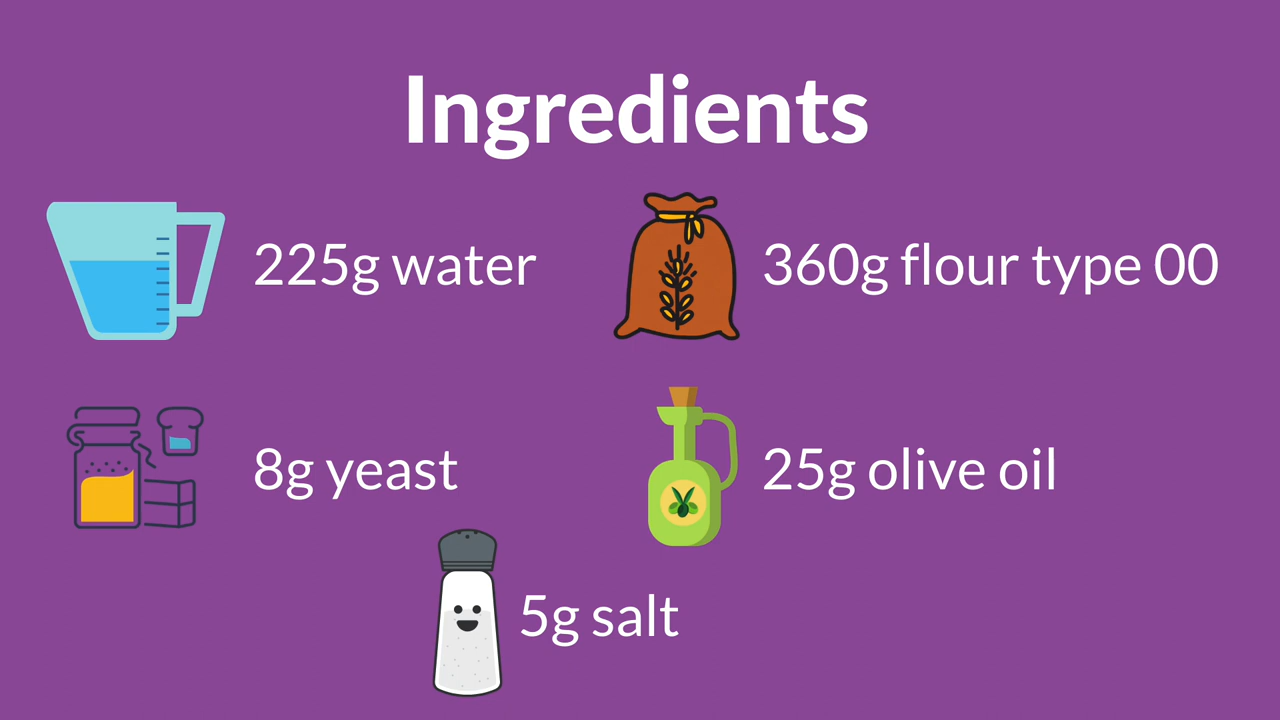 Ingredients
225g water
360g flour type 00
8g yeast
25g olive oil
5g salt